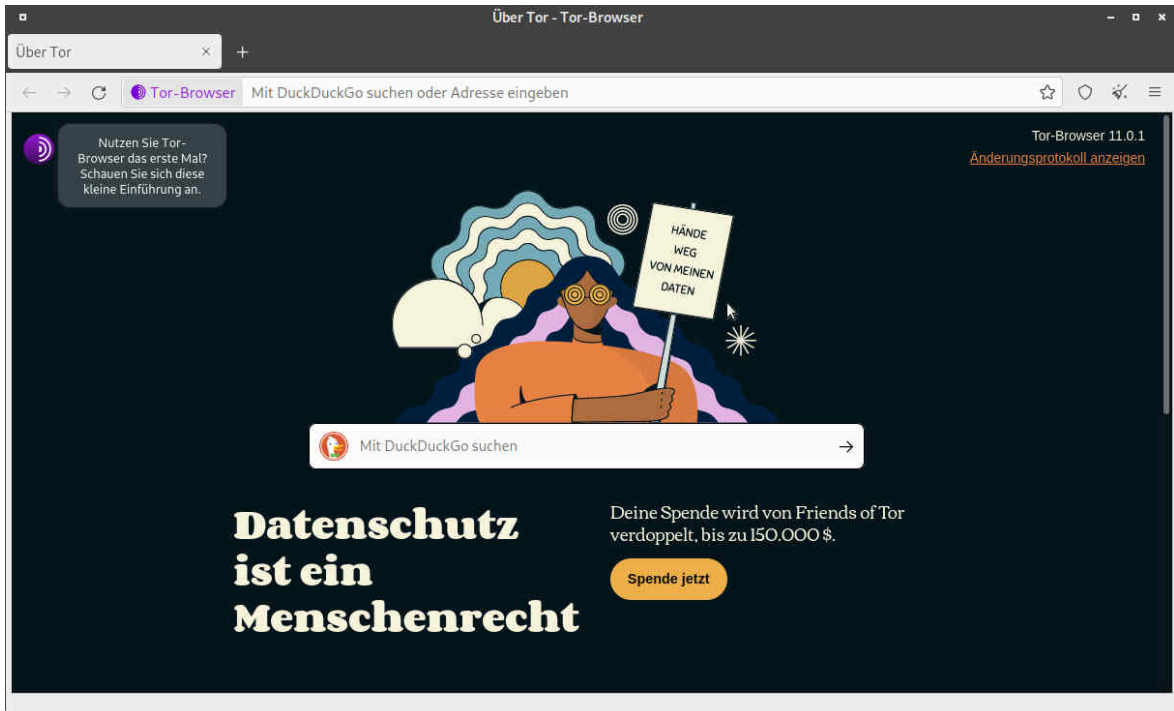 Über Tor - Tor-Browser
Über Tor
Tor-Browser Mit DuckDuckGo suchen oder Adresse eingeben
Nutzen Sie Tor-
Browser das erste Mal?
Schauen Sie sich diese
kleine Einführung an.
Tor-Browser 11.0.1
Änderungsprotokoll anzeigen
HÄNDE
WEG
VON MEINEN
DATEN
Mit DuckDuckGo suchen
Datenschutz
ist ein
Menschenrecht
Deine Spende wird von Friends of Tor
verdoppelt, bis zu 150.000 $.
Spende jetzt